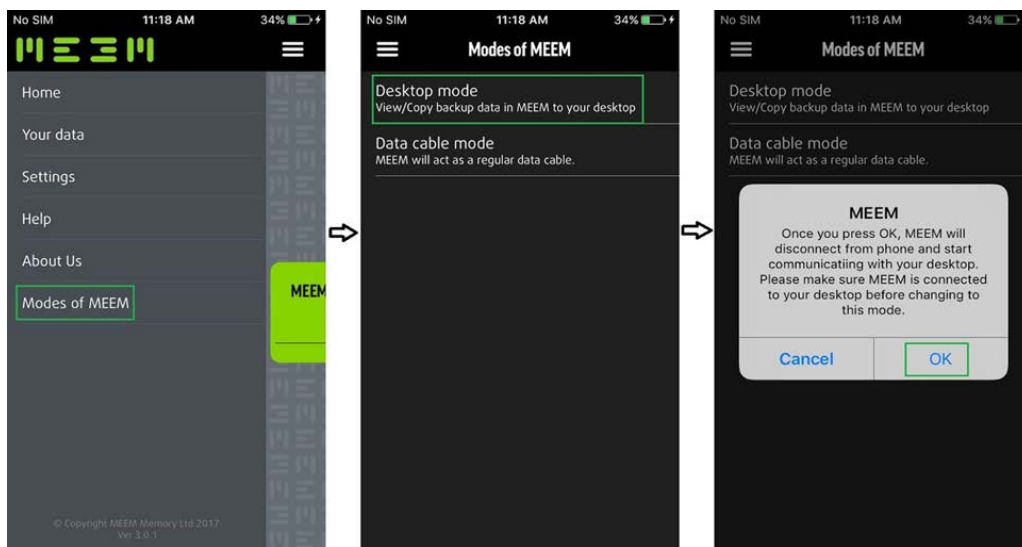 No SIM 11:18 AM 34%
MEEM
Home
Your data
Settings
Help
About Us
Modes of MEEM
MEEM
© Copyright MEEM Memory Ltd 2017
Ver 3.0.1
No SIM 11:18 AM 34%
Modes of MEEM
Desktop mode
View/Copy backup data in MEEM to your desktop
Data cable mode
MEEM will act as a regular data cable.
No SIM 11:18 AM 34%
Modes of MEEM
Desktop mode
View/Copy backup data in MEEM to your desktop
Data cable mode
MEEM will act as a regular data cable.
MEEM
Once you press OK, MEEM will
disconnect from phone and start
communicatiing with your desktop.
Please make sure MEEM is connected
to your desktop before changing to
this mode.
Cancel OK